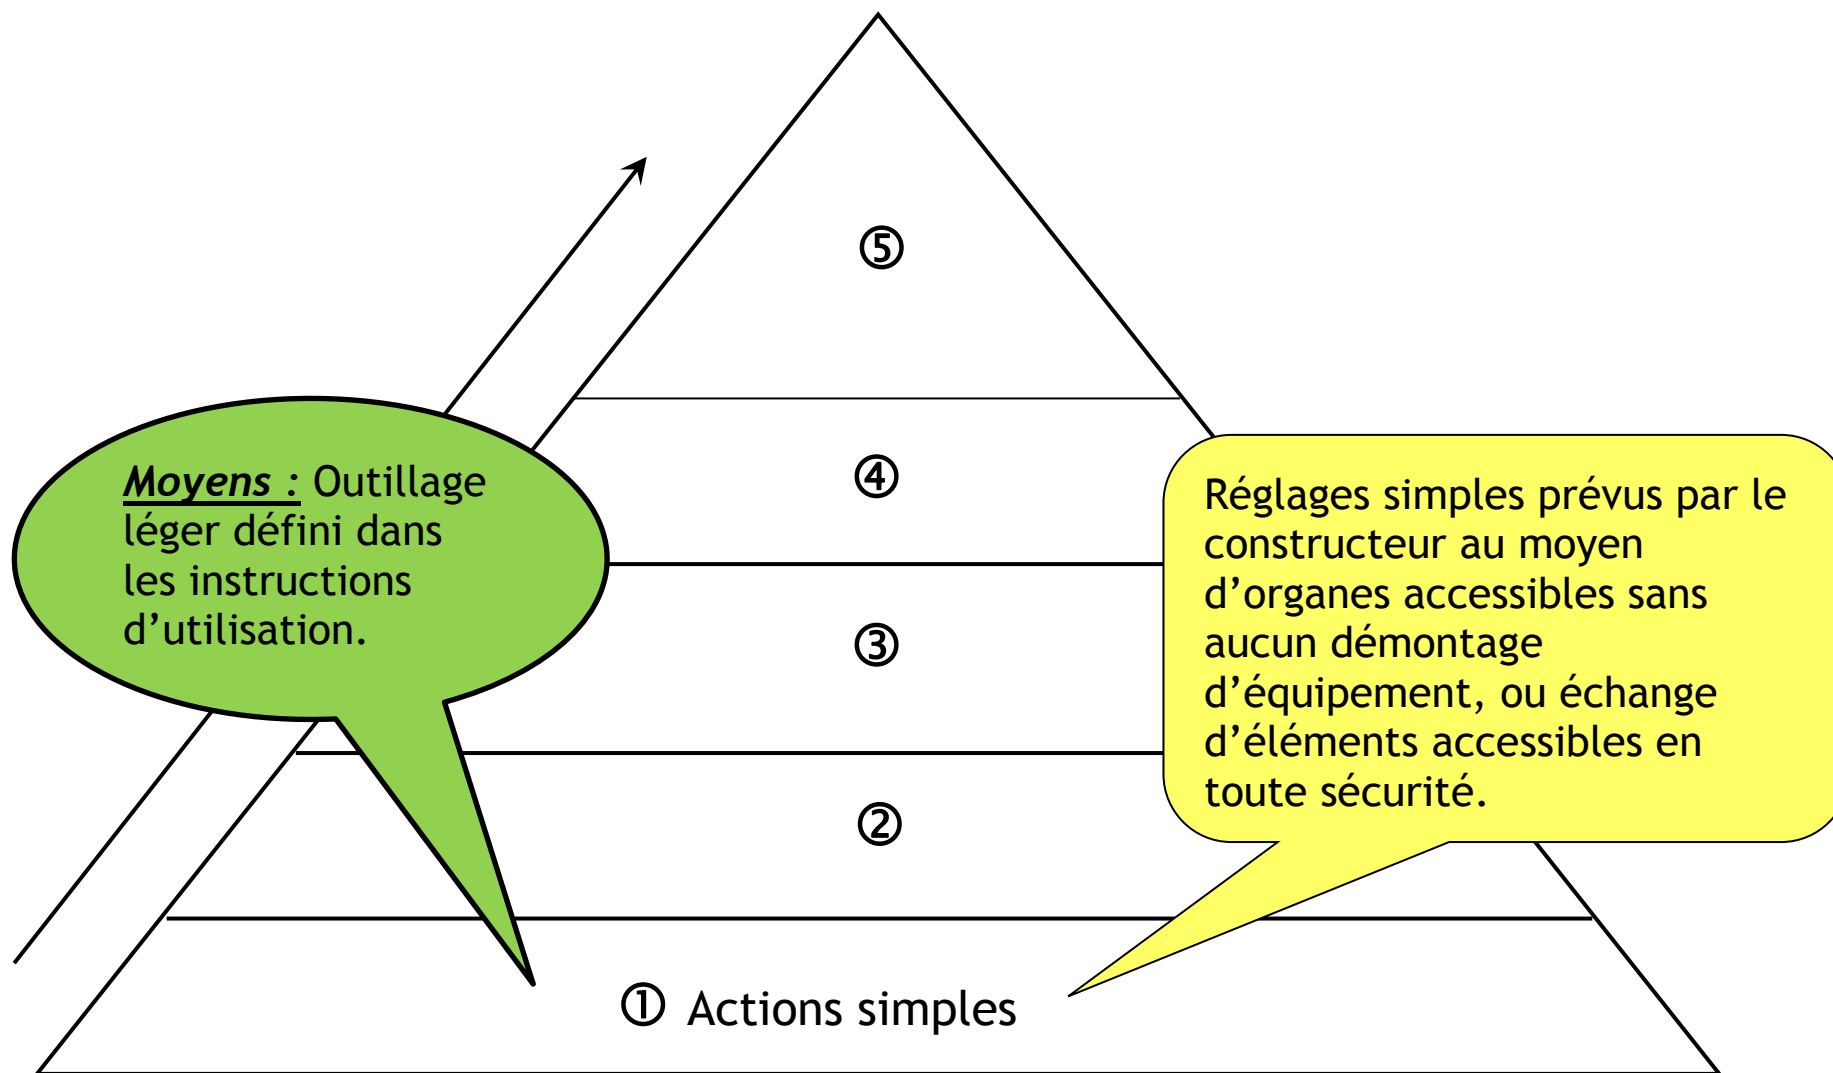 ⑤
④
Moyens : Outillage
léger défini dans
les instructions
d’utilisation.
Réglages simples prévus par le
constructeur au moyen
d’organes accessibles sans
aucun démontage
d’équipement, ou échange
d’éléments accessibles en
toute sécurité.
③
②
① Actions simples